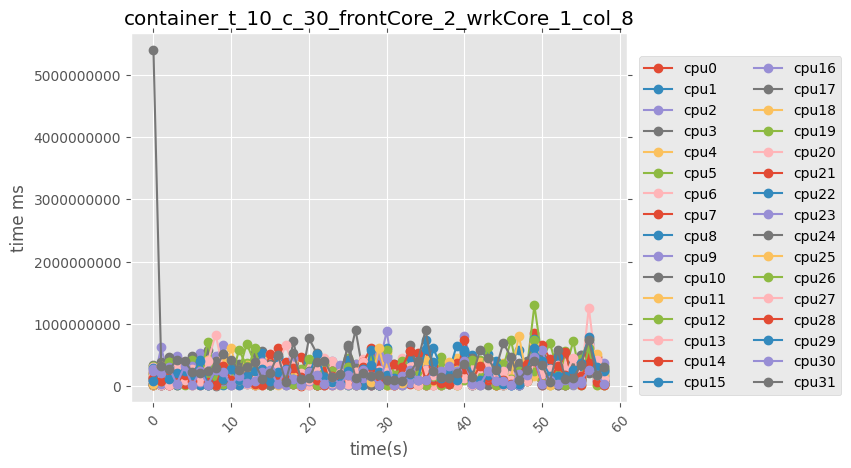 container_t_10_c_30_frontCore_2_wrkCore_1_col_8
time ms
5000000000
4000000000
3000000000
2000000000
1000000000
0
0
10
20
30
40
50
60
time(s)
cpu0
cpu1
cpu2
cpu3
cpu4
cpu5
cpu6
cpu7
cpu8
cpu9
cpu10
cpu11
cpu12
cpu13
cpu14
cpu15
cpu16
cpu17
cpu18
cpu19
cpu20
cpu21
cpu22
cpu23
cpu24
cpu25
cpu26
cpu27
cpu28
cpu29
cpu30
cpu31